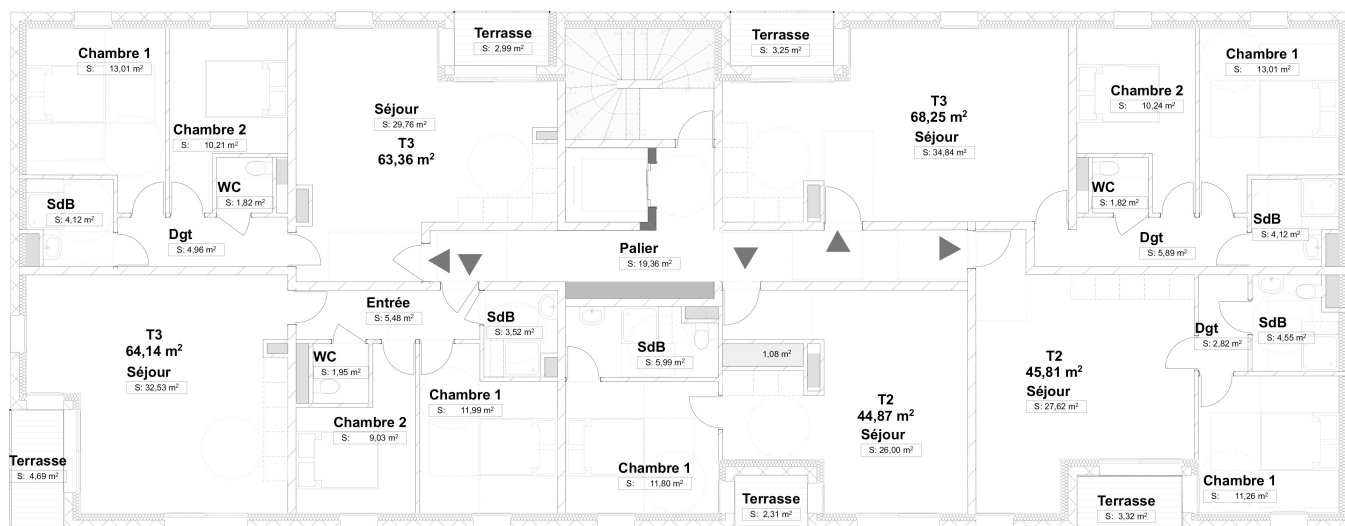 Chambre 1
S: 13,01 m²
Chambre 2
S: 10,21 m²
Séjour
S: 29,76 m²
T3
63,36 m²
Terrasse
S: 2,99 m²
SdB
S: 4,12 m²
WC
S: 1,82 m²
Dgt
S: 4,96 m²
Terrasse
S: 3,25 m²
T3
68,25 m²
Séjour
S: 34,84 m²
Chambre 2
S: 10,24 m²
Chambre 1
S: 13,01 m²
WC
S: 1,82 m²
Dgt
S: 5,89 m²
SdB
S: 4,12 m²
Palier
S: 19,36 m²
T3
64,14 m²
Séjour
S: 32,53 m²
Terrasse
S: 4,69 m²
Entrée
S: 5,48 m²
WC
S: 1,95 m²
SdB
S: 3,52 m²
Chambre 2
S: 9,03 m²
Chambre 1
S: 11,99 m²
SdB
S: 5,99 m²
1,08 m²
Chambre 1
S: 11,80 m²
T2
44,87 m²
Séjour
S: 26,00 m²
Terrasse
S: 2,31 m²
T2
45,81 m²
Séjour
S: 27,62 m²
Dgt
S: 2,82 m²
SdB
S: 4,55 m²
Chambre 1
S: 11,26 m²
Terrasse
S: 3,32 m²